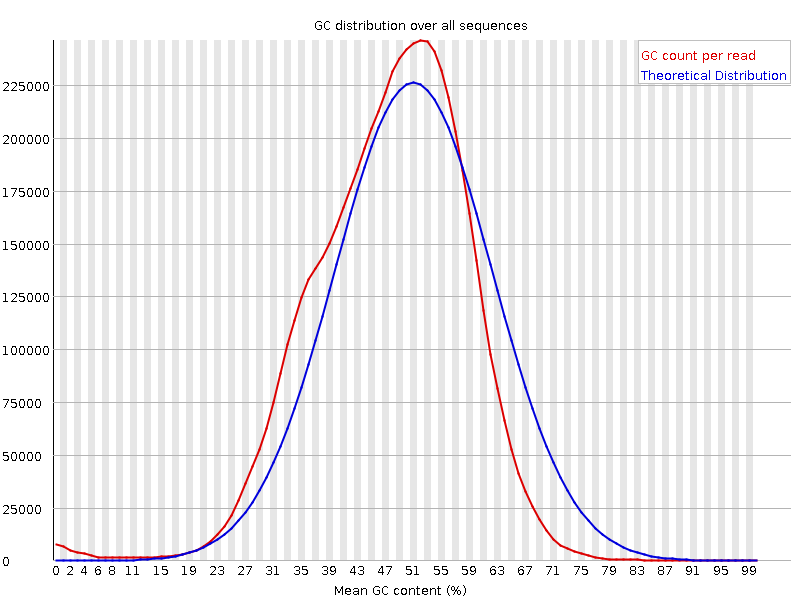 GC distribution over all sequences
GC count per read
Theoretical Distribution
225000
200000
175000
150000
125000
100000
75000
50000
25000
0
0 2 4 6 8 11 15 19 23 27 31 35 39 43 47 51 55 59 63 67 71 75 79 83 87 91 95 99
Mean GC content (%)